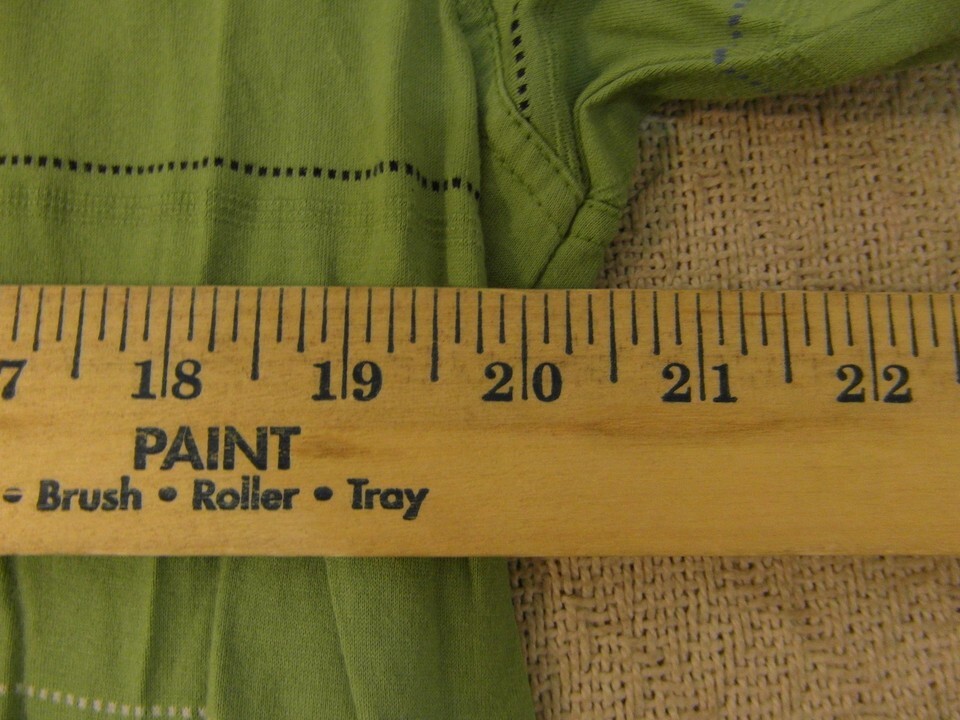 7 18 19 20 21 22
PAINT
- Brush • Roller • Tray